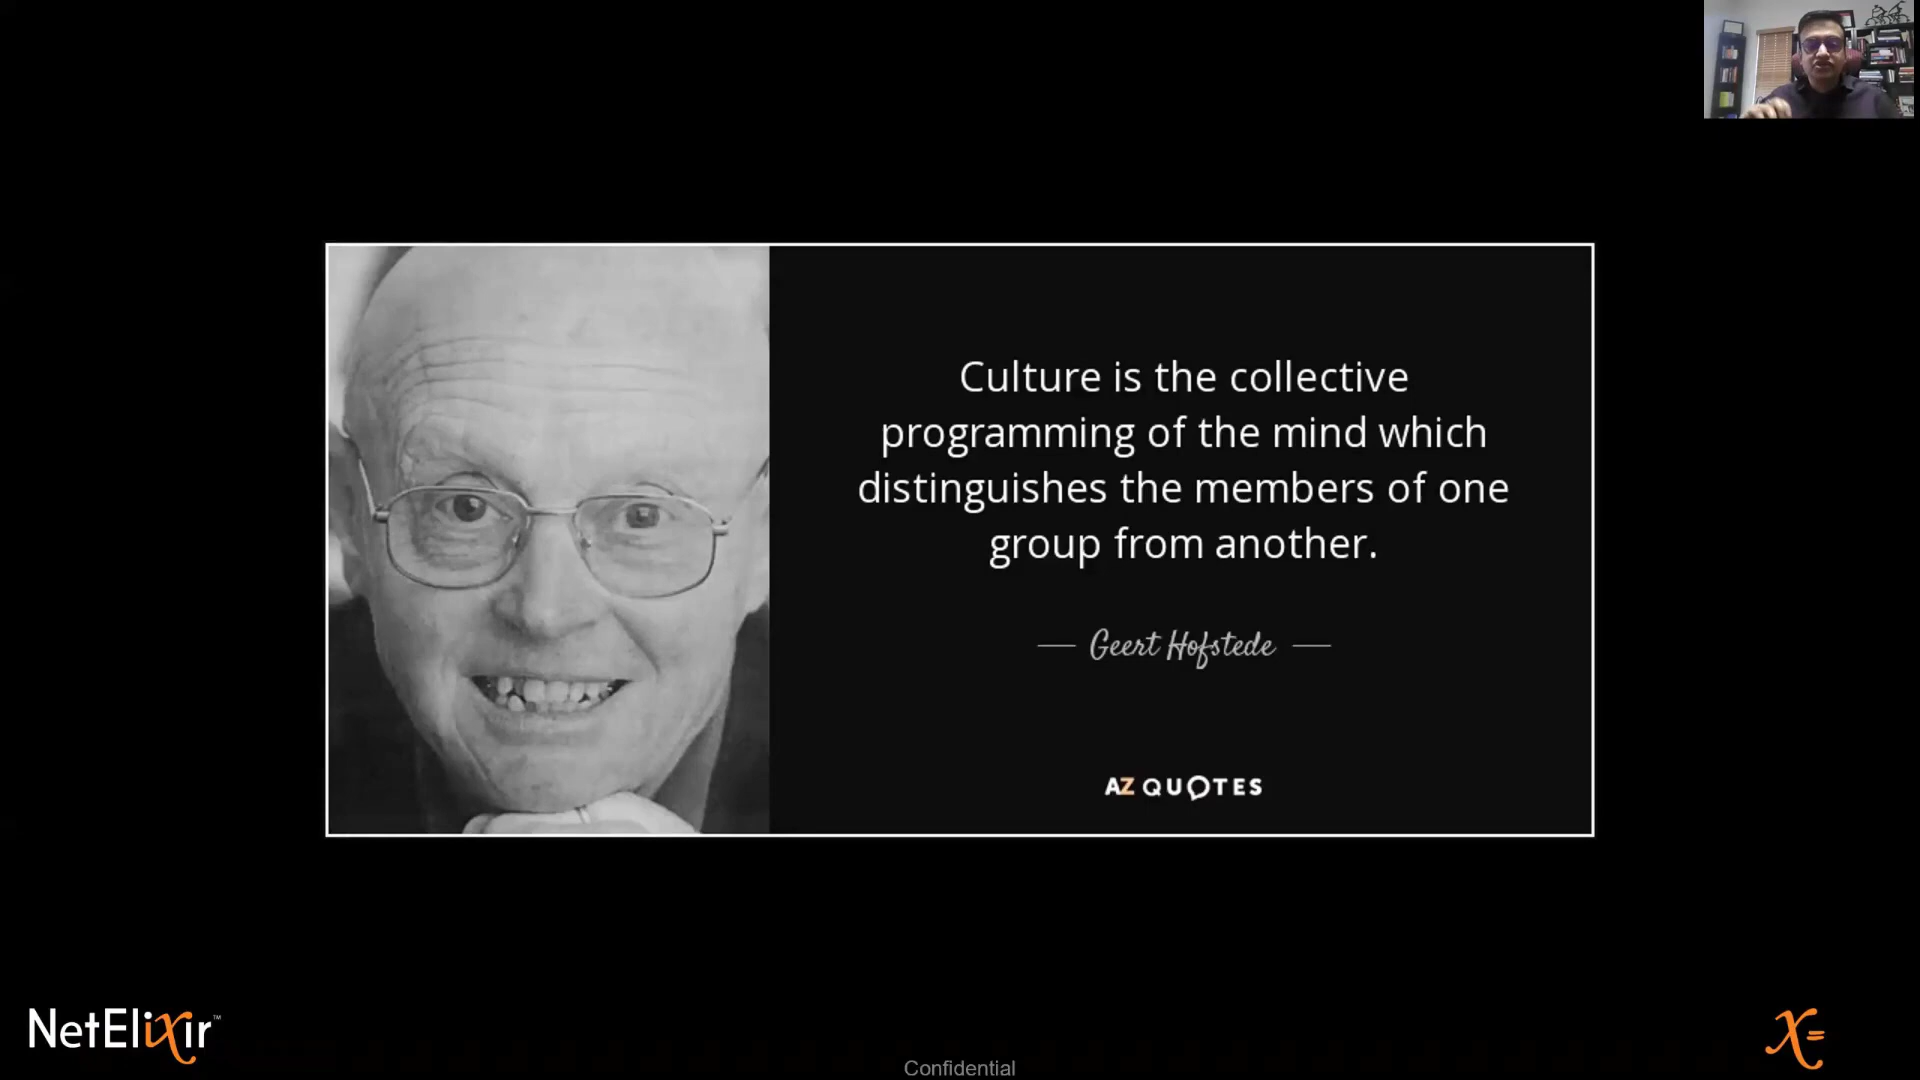 Culture is the collective
programming of the mind which
distinguishes the members of one
group from another.
Geert Hofstede
AZ QUOTES
NetElixir™
X=
Confidential